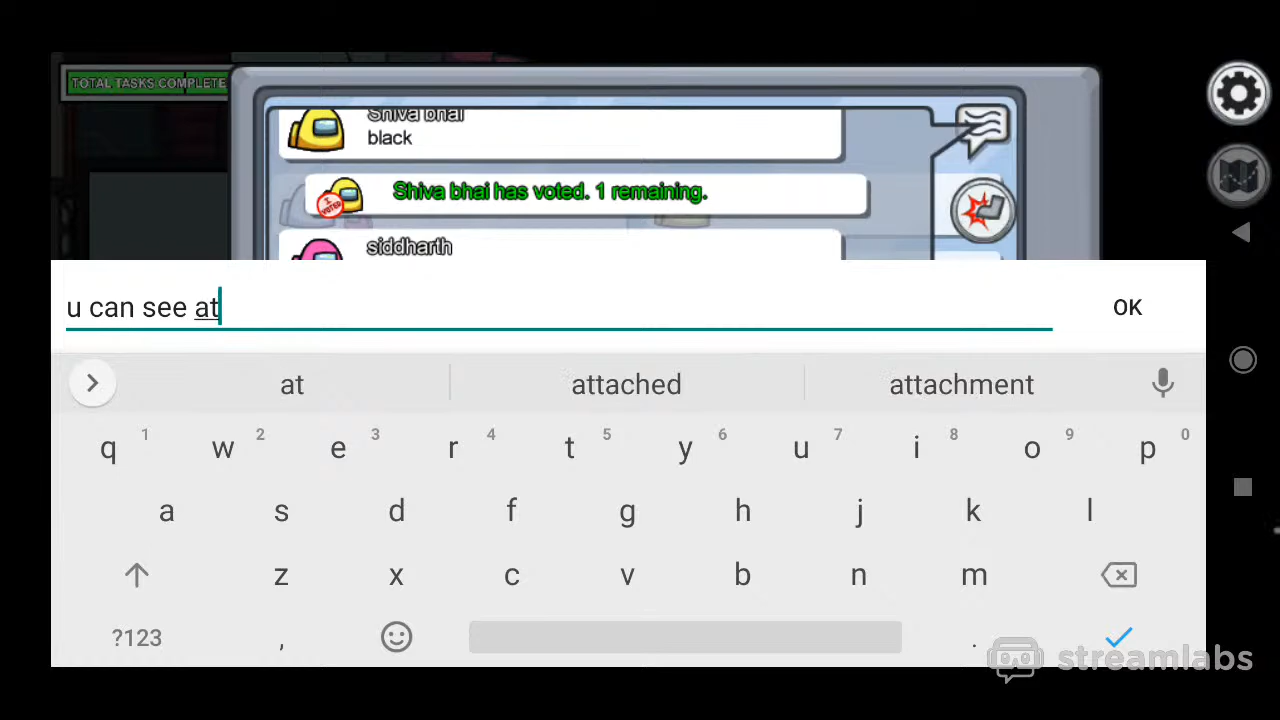 TOTAL TASKS COMPLETE
Shiva bhai
black
Shiva bhai has voted. 1 remaining.
I VOTED
siddharth
u can see at
OK
at attached attachment
q 1 w 2 e 3 r 4 t 5 y 6 u 7 i 8 o 9 p 0
a s d f g h j k l
z x c v b n m
?123 , .
streamlabs